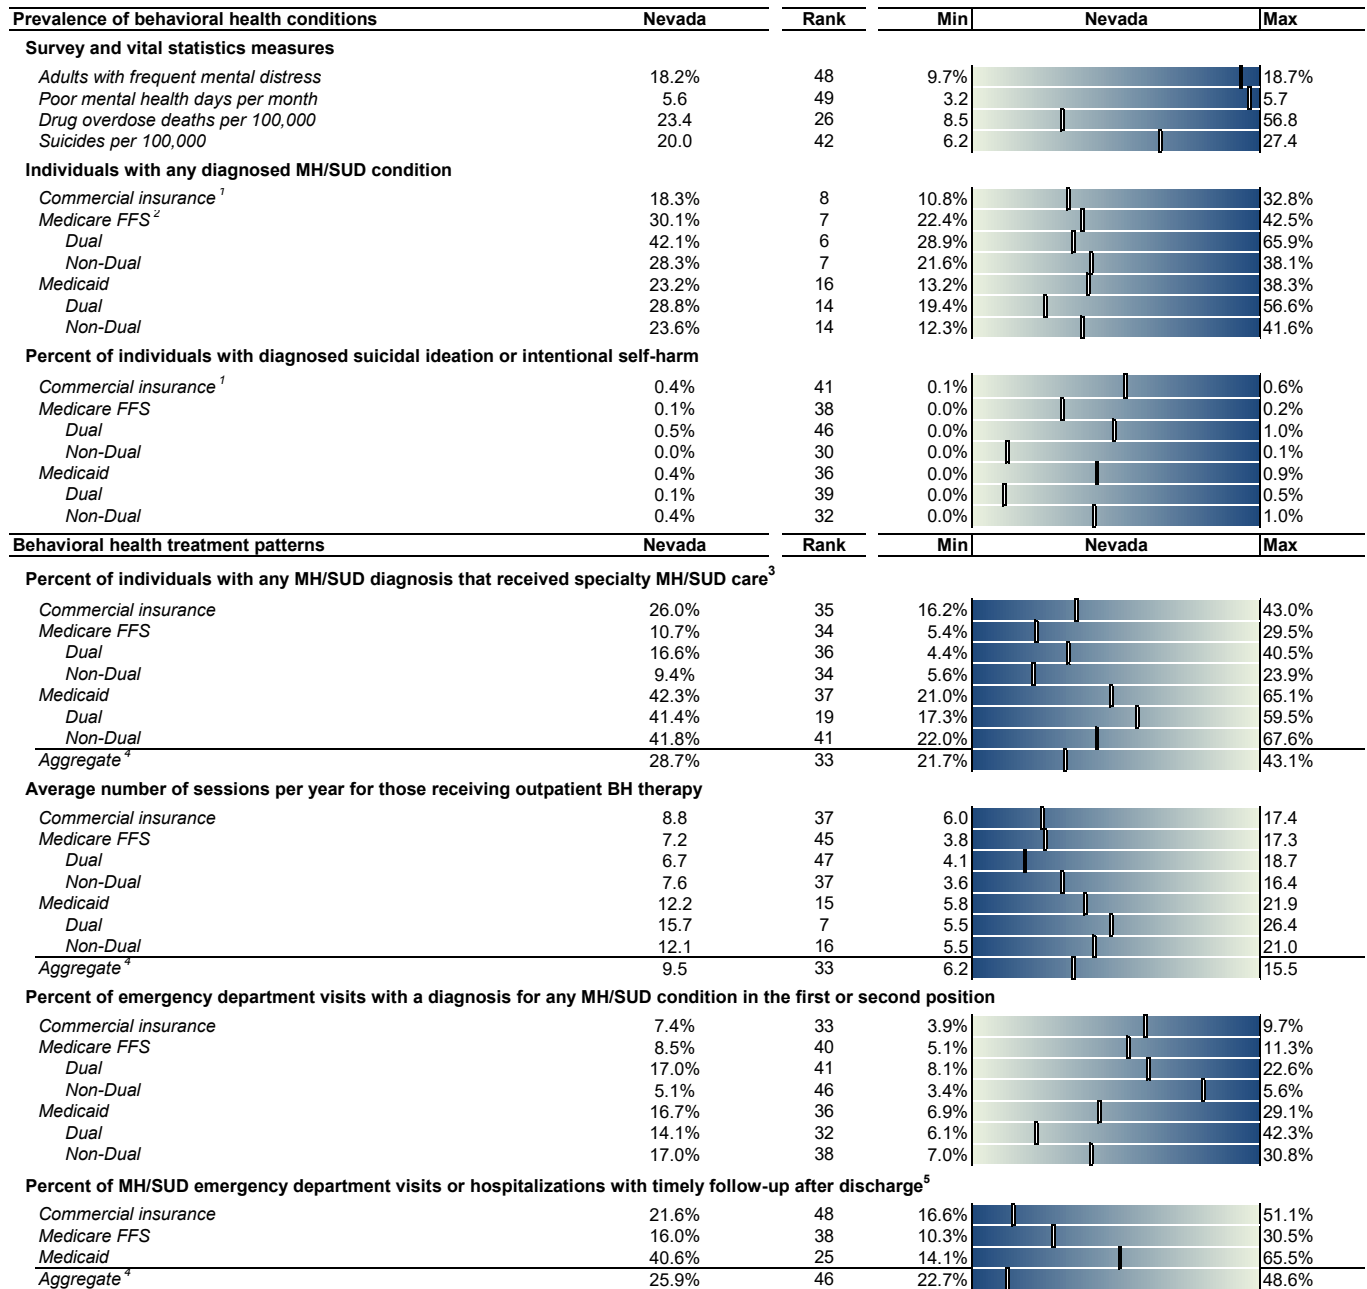 Prevalence of behavioral health conditions Nevada Rank Min Nevada Max
Survey and vital statistics measures
Adults with frequent mental distress 18.2% 48 9.7% 18.7%
Poor mental health days per month 5.6 49 3.2 5.7
Drug overdose deaths per 100,000 23.4 26 8.5 56.8
Suicides per 100,000 20.0 42 6.2 27.4
Individuals with any diagnosed MH/SUD condition
Commercial insurance 1 18.3% 8 10.8% 32.8%
Medicare FFS 2 30.1% 7 22.4% 42.5%
Dual 42.1% 6 28.9% 65.9%
Non-Dual 28.3% 7 21.6% 38.1%
Medicaid 23.2% 16 13.2% 38.3%
Dual 28.8% 14 19.4% 56.6%
Non-Dual 23.6% 14 12.3% 41.6%
Percent of individuals with diagnosed suicidal ideation or intentional self-harm
Commercial insurance 1 0.4% 41 0.1% 0.6%
Medicare FFS 0.1% 38 0.0% 0.2%
Dual 0.5% 46 0.0% 1.0%
Non-Dual 0.0% 30 0.0% 0.1%
Medicaid 0.4% 36 0.0% 0.9%
Dual 0.1% 39 0.0% 0.5%
Non-Dual 0.4% 32 0.0% 1.0%
Behavioral health treatment patterns Nevada Rank Min Nevada Max
Percent of individuals with any MH/SUD diagnosis that received specialty MH/SUD care3
Commercial insurance 26.0% 35 16.2% 43.0%
Medicare FFS 10.7% 34 5.4% 29.5%
Dual 16.6% 36 4.4% 40.5%
Non-Dual 9.4% 34 5.6% 23.9%
Medicaid 42.3% 37 21.0% 65.1%
Dual 41.4% 19 17.3% 59.5%
Non-Dual 41.8% 41 22.0% 67.6%
Aggregate 4 28.7% 33 21.7% 43.1%
Average number of sessions per year for those receiving outpatient BH therapy
Commercial insurance 8.8 37 6.0 17.4
Medicare FFS 7.2 45 3.8 17.3
Dual 6.7 47 4.1 18.7
Non-Dual 7.6 37 3.6 16.4
Medicaid 12.2 15 5.8 21.9
Dual 15.7 7 5.5 26.4
Non-Dual 12.1 16 5.5 21.0
Aggregate 4 9.5 33 6.2 15.5
Percent of emergency department visits with a diagnosis for any MH/SUD condition in the first or second position
Commercial insurance 7.4% 33 3.9% 9.7%
Medicare FFS 8.5% 40 5.1% 11.3%
Dual 17.0% 41 8.1% 22.6%
Non-Dual 5.1% 46 3.4% 5.6%
Medicaid 16.7% 36 6.9% 29.1%
Dual 14.1% 32 6.1% 42.3%
Non-Dual 17.0% 38 7.0% 30.8%
Percent of MH/SUD emergency department visits or hospitalizations with timely follow-up after discharge5
Commercial insurance 21.6% 48 16.6% 51.1%
Medicare FFS 16.0% 38 10.3% 30.5%
Medicaid 40.6% 25 14.1% 65.5%
Aggregate 4 25.9% 46 22.7% 48.6%